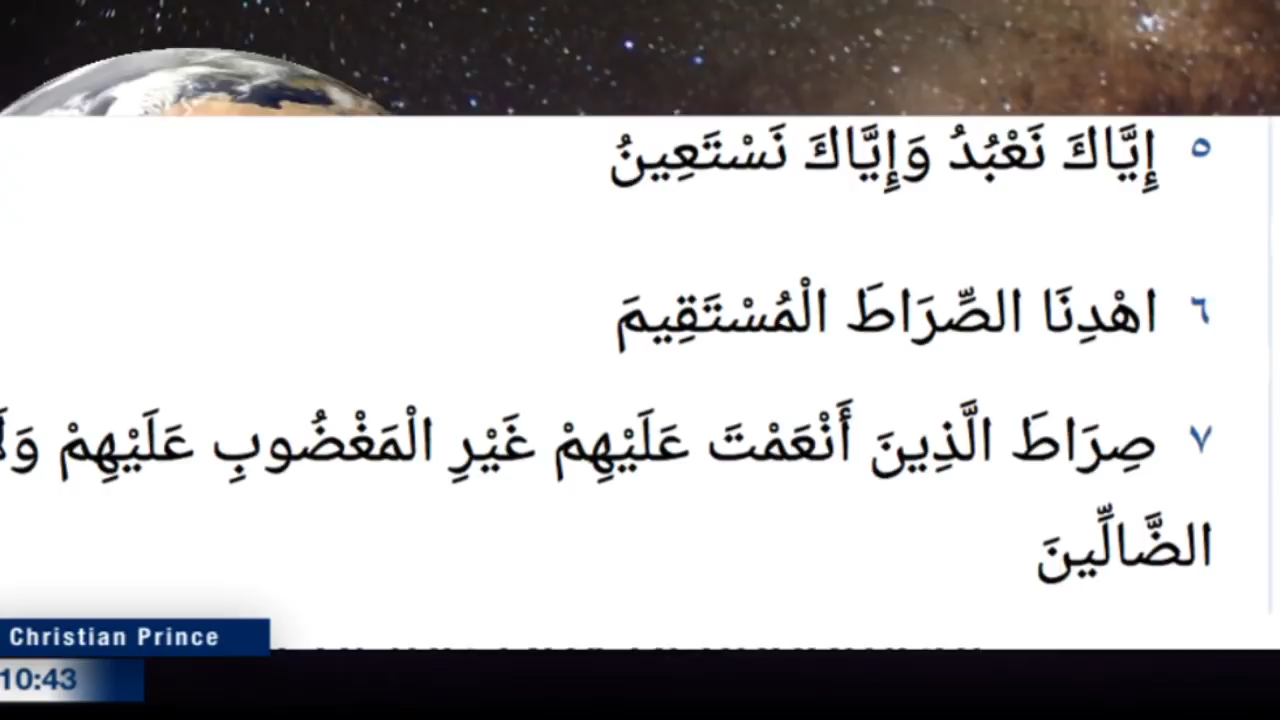 ٥ إِيَّاكَ نَعْبُدُ وَإِيَّاكَ نَسْتَعِينُ
٦ اهْدِنَا الصِّرَاطَ الْمُسْتَقِيمَ
٧ صِرَاطَ الَّذِينَ أَنْعَمْتَ عَلَيْهِمْ غَيْرِ الْمَغْضُوبِ عَلَيْهِمْ
الضَّالِّينَ
Christian Prince
10:43